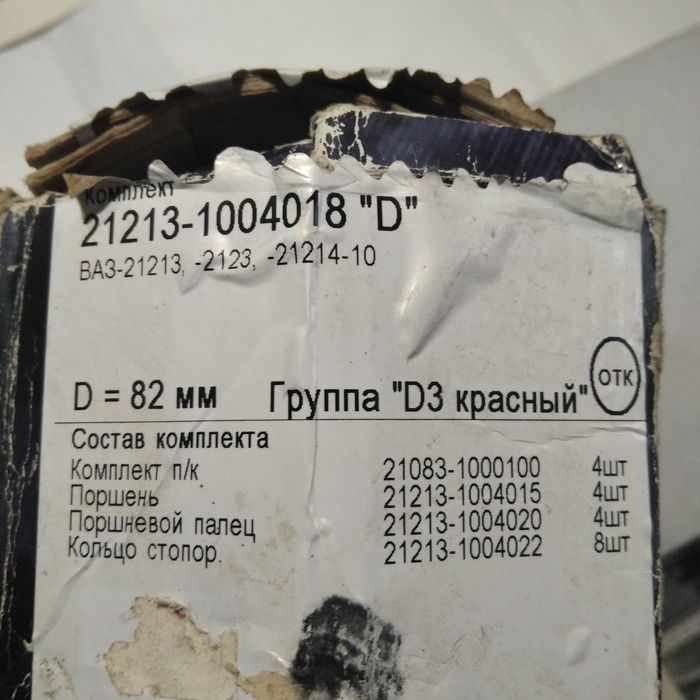 Комплект
21213-1004018 "D"
ВАЗ-21213, -2123, -21214-10
D = 82 мм Группа "D3 красный"
ОТК
Состав комплекта
Комплект п/к 21083-1000100 4шт
Поршень 21213-1004015 4шт
Поршневой палец 21213-1004020 4шт
Кольцо стопор. 21213-1004022 8шт